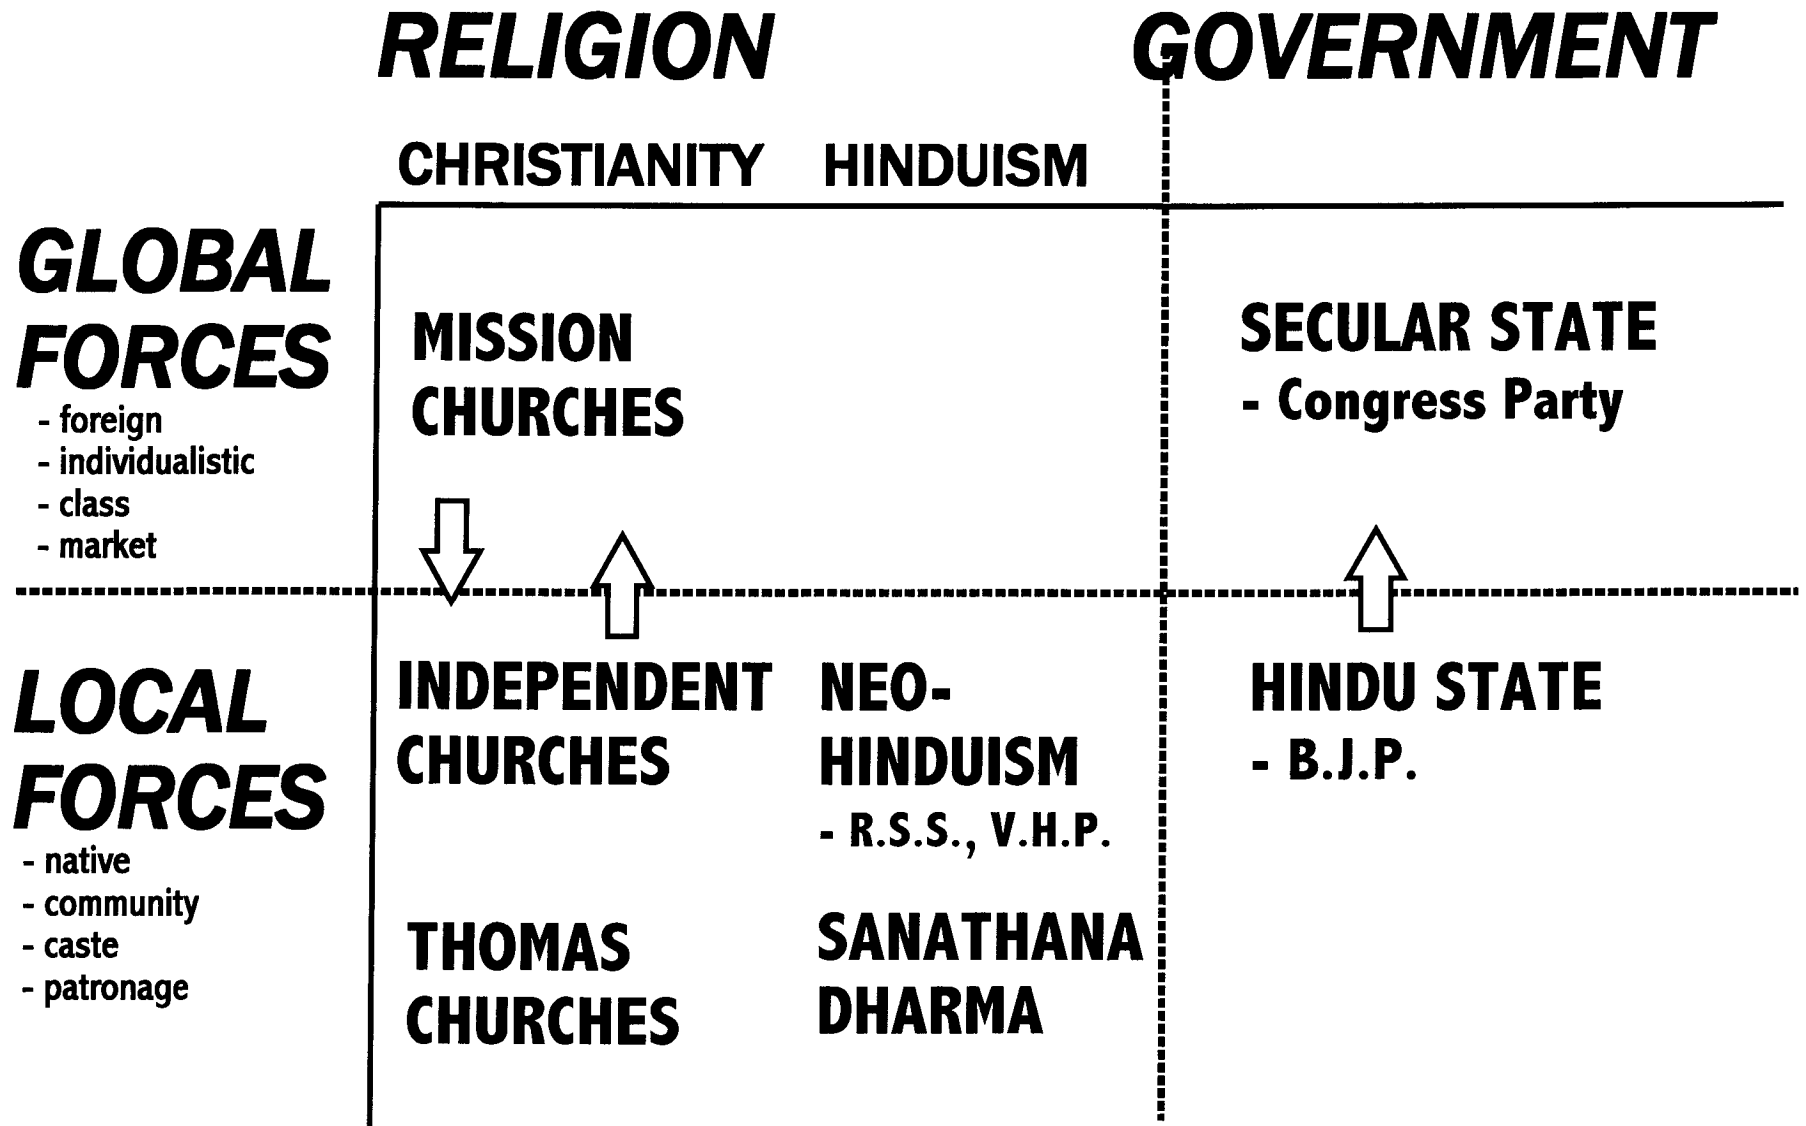 RELIGION
GOVERNMENT
CHRISTIANITY
HINDUISM
GLOBAL
FORCES
- foreign
- individualistic
- class
- market
MISSION
CHURCHES
SECULAR STATE
- Congress Party
LOCAL
FORCES
- native
- community
- caste
- patronage
INDEPENDENT
CHURCHES
NEO-
HINDUISM
- R.S.S., V.H.P.
HINDU STATE
- B.J.P.
THOMAS
CHURCHES
SANATHANA
DHARMA